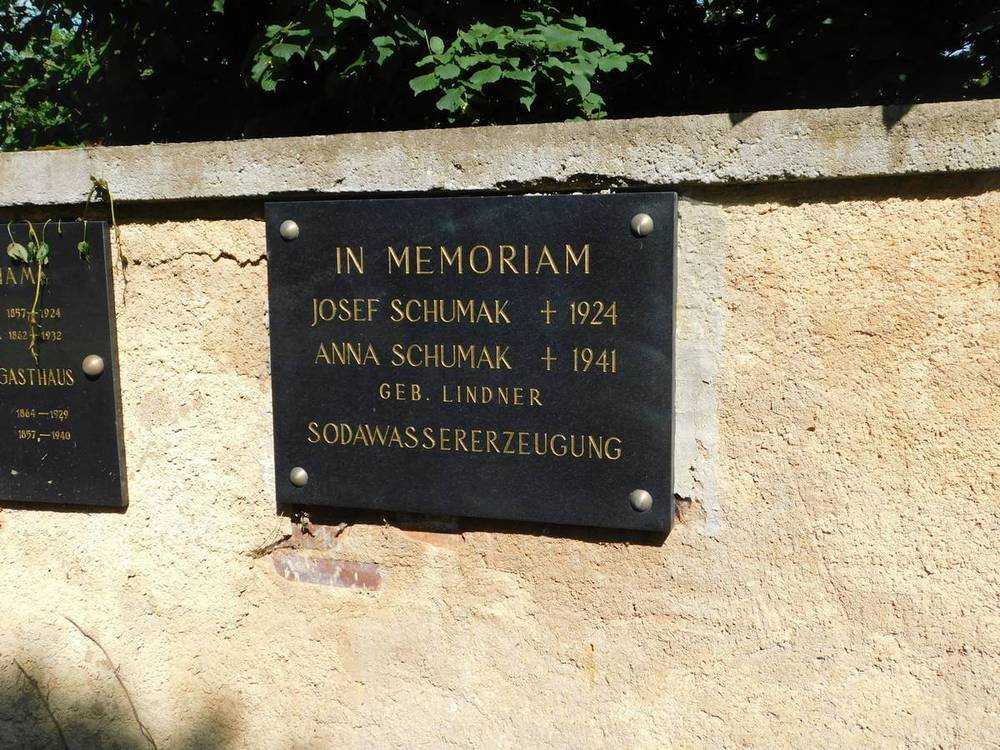 1857–1924
1862+1932
GASTHAUS
1864–1929
1857–1940
IN MEMORIAM
JOSEF SCHUMAK + 1924
ANNA SCHUMAK + 1941
GEB. LINDNER
SODAWASSERERZEUGUNG